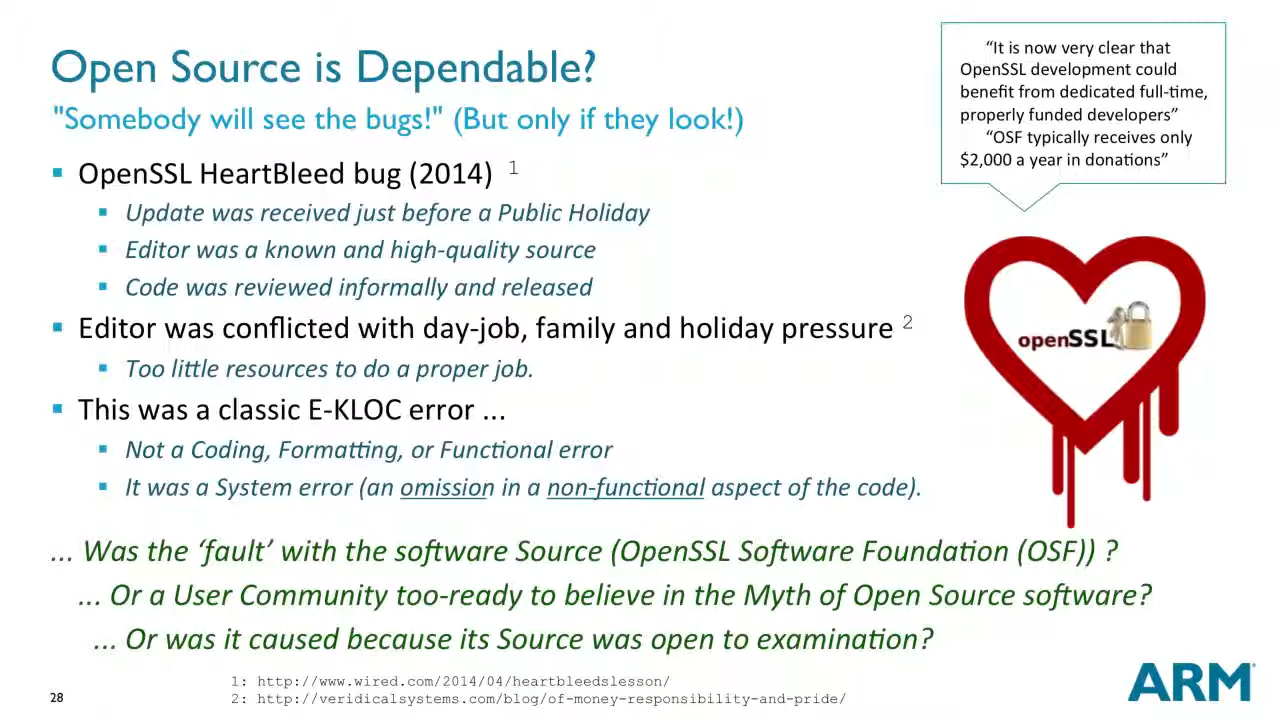 Open Source is Dependable?
"Somebody will see the bugs!" (But only if they look!)
▪ OpenSSL HeartBleed bug (2014) 1
▪ Update was received just before a Public Holiday
▪ Editor was a known and high-quality source
▪ Code was reviewed informally and released
▪ Editor was conflicted with day-job, family and holiday pressure 2
▪ Too little resources to do a proper job.
▪ This was a classic E-KLOC error ...
▪ Not a Coding, Formatting, or Functional error
▪ It was a System error (an omission in a non-functional aspect of the code).
“It is now very clear that
OpenSSL development could
benefit from dedicated full-time,
properly funded developers”
“OSF typically receives only
$2,000 a year in donations”
openSSL
... Was the ‘fault’ with the software Source (OpenSSL Software Foundation (OSF)) ?
... Or a User Community too-ready to believe in the Myth of Open Source software?
... Or was it caused because its Source was open to examination?
1: http://www.wired.com/2014/04/heartbleedslesson/
2: http://veridicalsystems.com/blog/of-money-responsibility-and-pride/
28
ARM